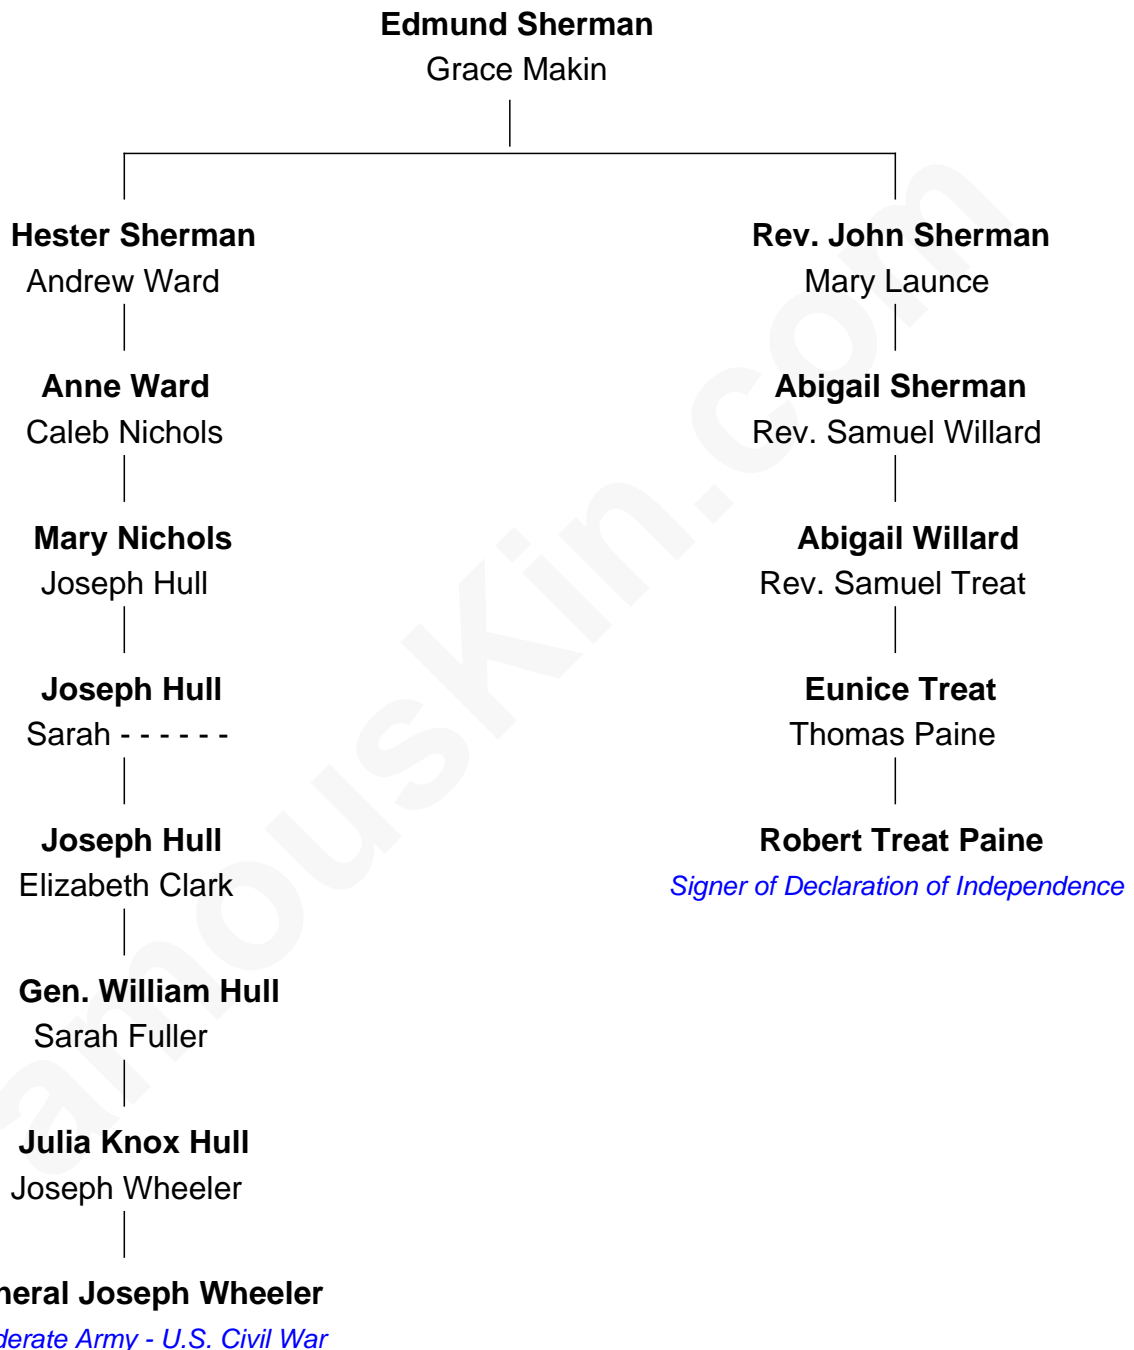 Edmund Sherman
Grace Makin
Hester Sherman
Andrew Ward
Anne Ward
Caleb Nichols
Mary Nichols
Joseph Hull
Joseph Hull
Sarah - - - - - -
Joseph Hull
Elizabeth Clark
Gen. William Hull
Sarah Fuller
Julia Knox Hull
Joseph Wheeler
neral Joseph Wheeler
derate Army - U.S. Civil War
Rev. John Sherman
Mary Launce
Abigail Sherman
Rev. Samuel Willard
Abigail Willard
Rev. Samuel Treat
Eunice Treat
Thomas Paine
Robert Treat Paine
Signer of Declaration of Independence
amousKin.com